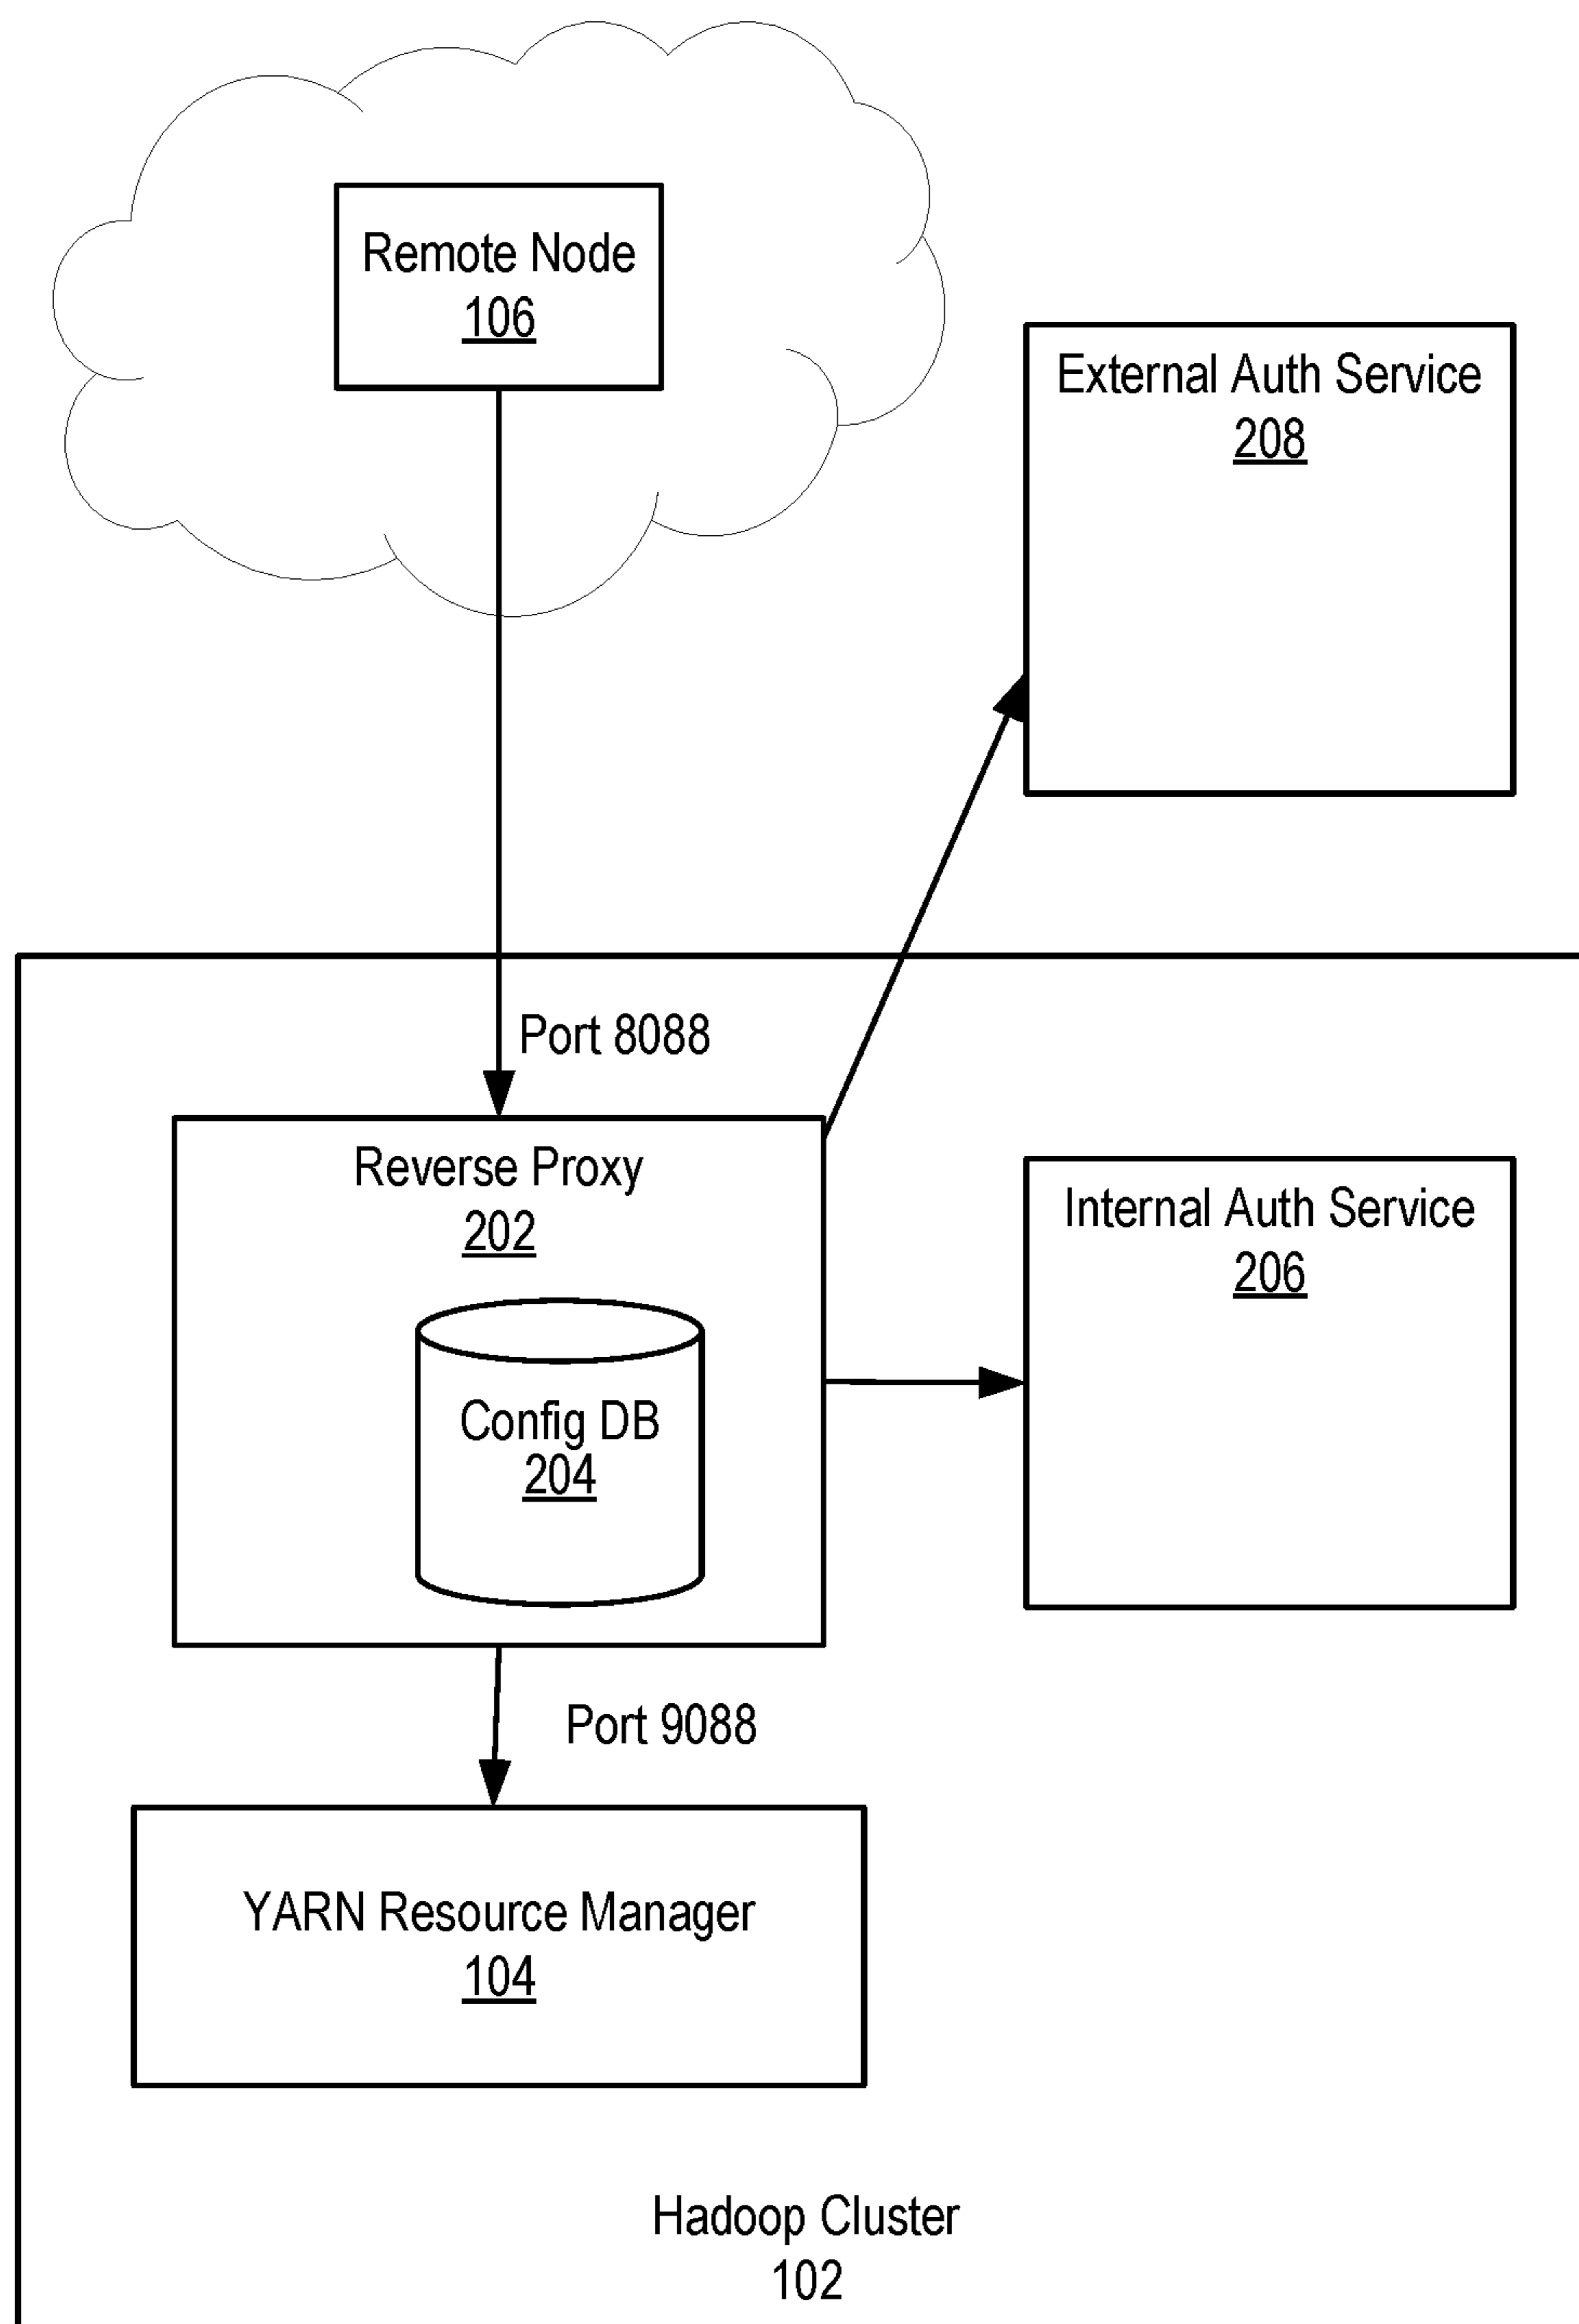 Remote Node
106
External Auth Service
208
Port 8088
Reverse Proxy
202
Internal Auth Service
206
Config DB
204
Port 9088
YARN Resource Manager
104
Hadoop Cluster
102